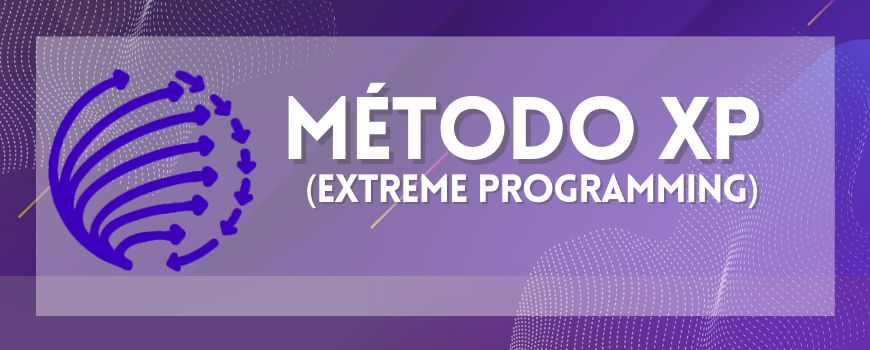 MÉTODO XP
(EXTREME PROGRAMMING)